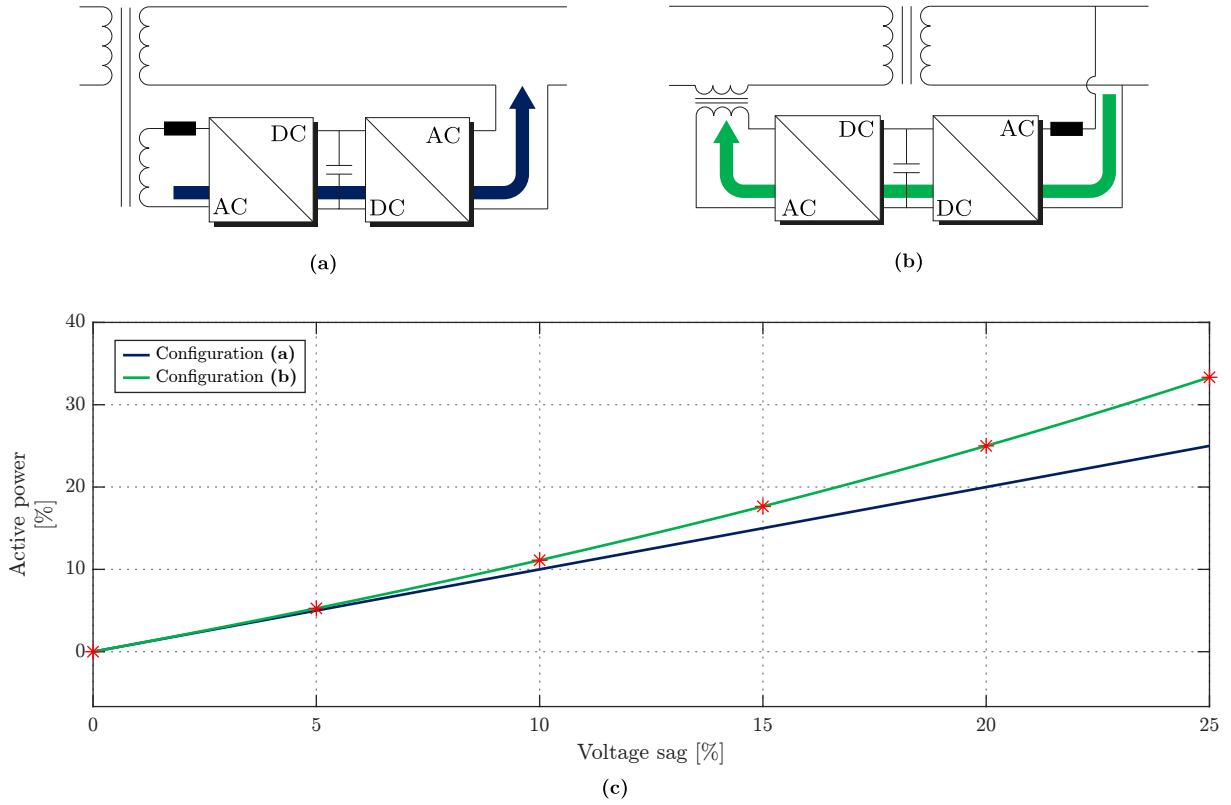 DC
AC
AC
DC
(a)
DC
AC
AC
DC
(b)
40
30
20
10
0
Active power
[%]
Configuration (a)
Configuration (b)
0
5
10
15
20
25
Voltage sag [%]
(c)